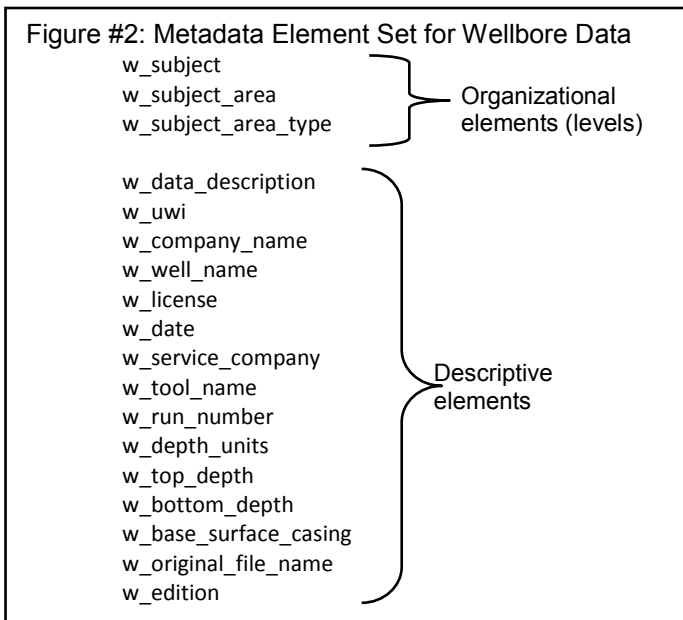 Figure #2: Metadata Element Set for Wellbore Data
w_subject
w_subject_area
w_subject_area_type
Organizational
elements (levels)
w_data_description
w_uwi
w_company_name
w_well_name
w_license
w_date
w_service_company
w_tool_name
w_run_number
w_depth_units
w_top_depth
w_bottom_depth
w_base_surface_casing
w_original_file_name
w_edition
Descriptive
elements